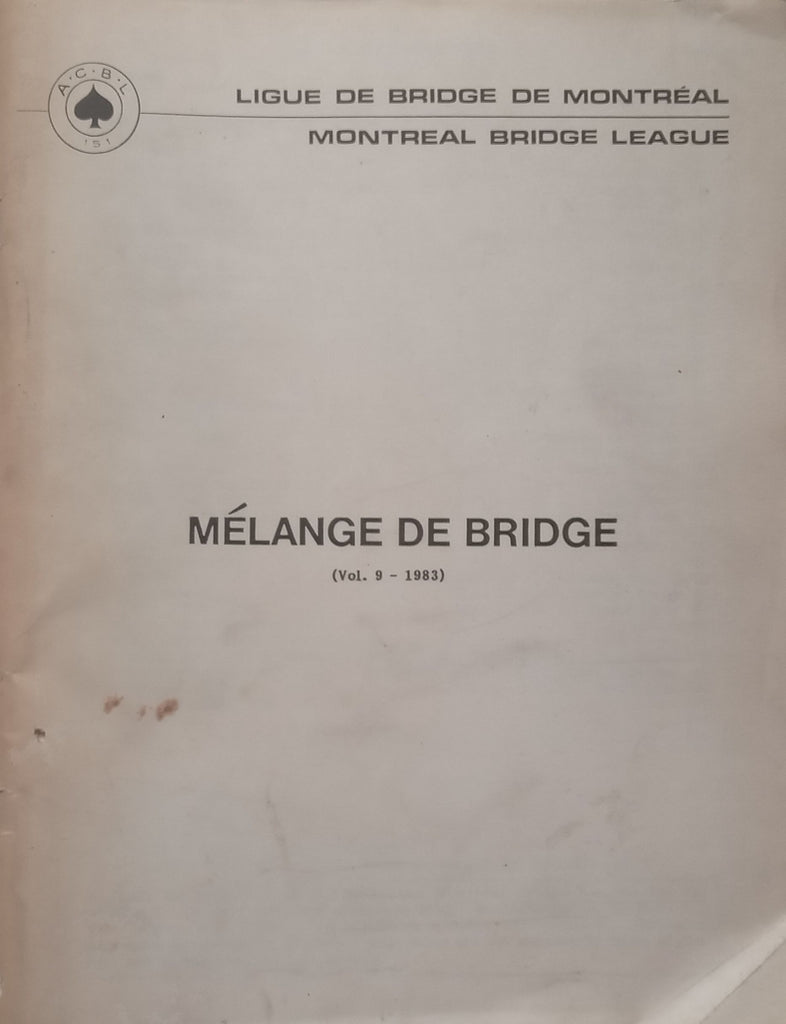 A·C·B·L
151
LIGUE DE BRIDGE DE MONTRÉAL
MONTREAL BRIDGE LEAGUE
MÉLANGE DE BRIDGE
(Vol. 9 - 1983)